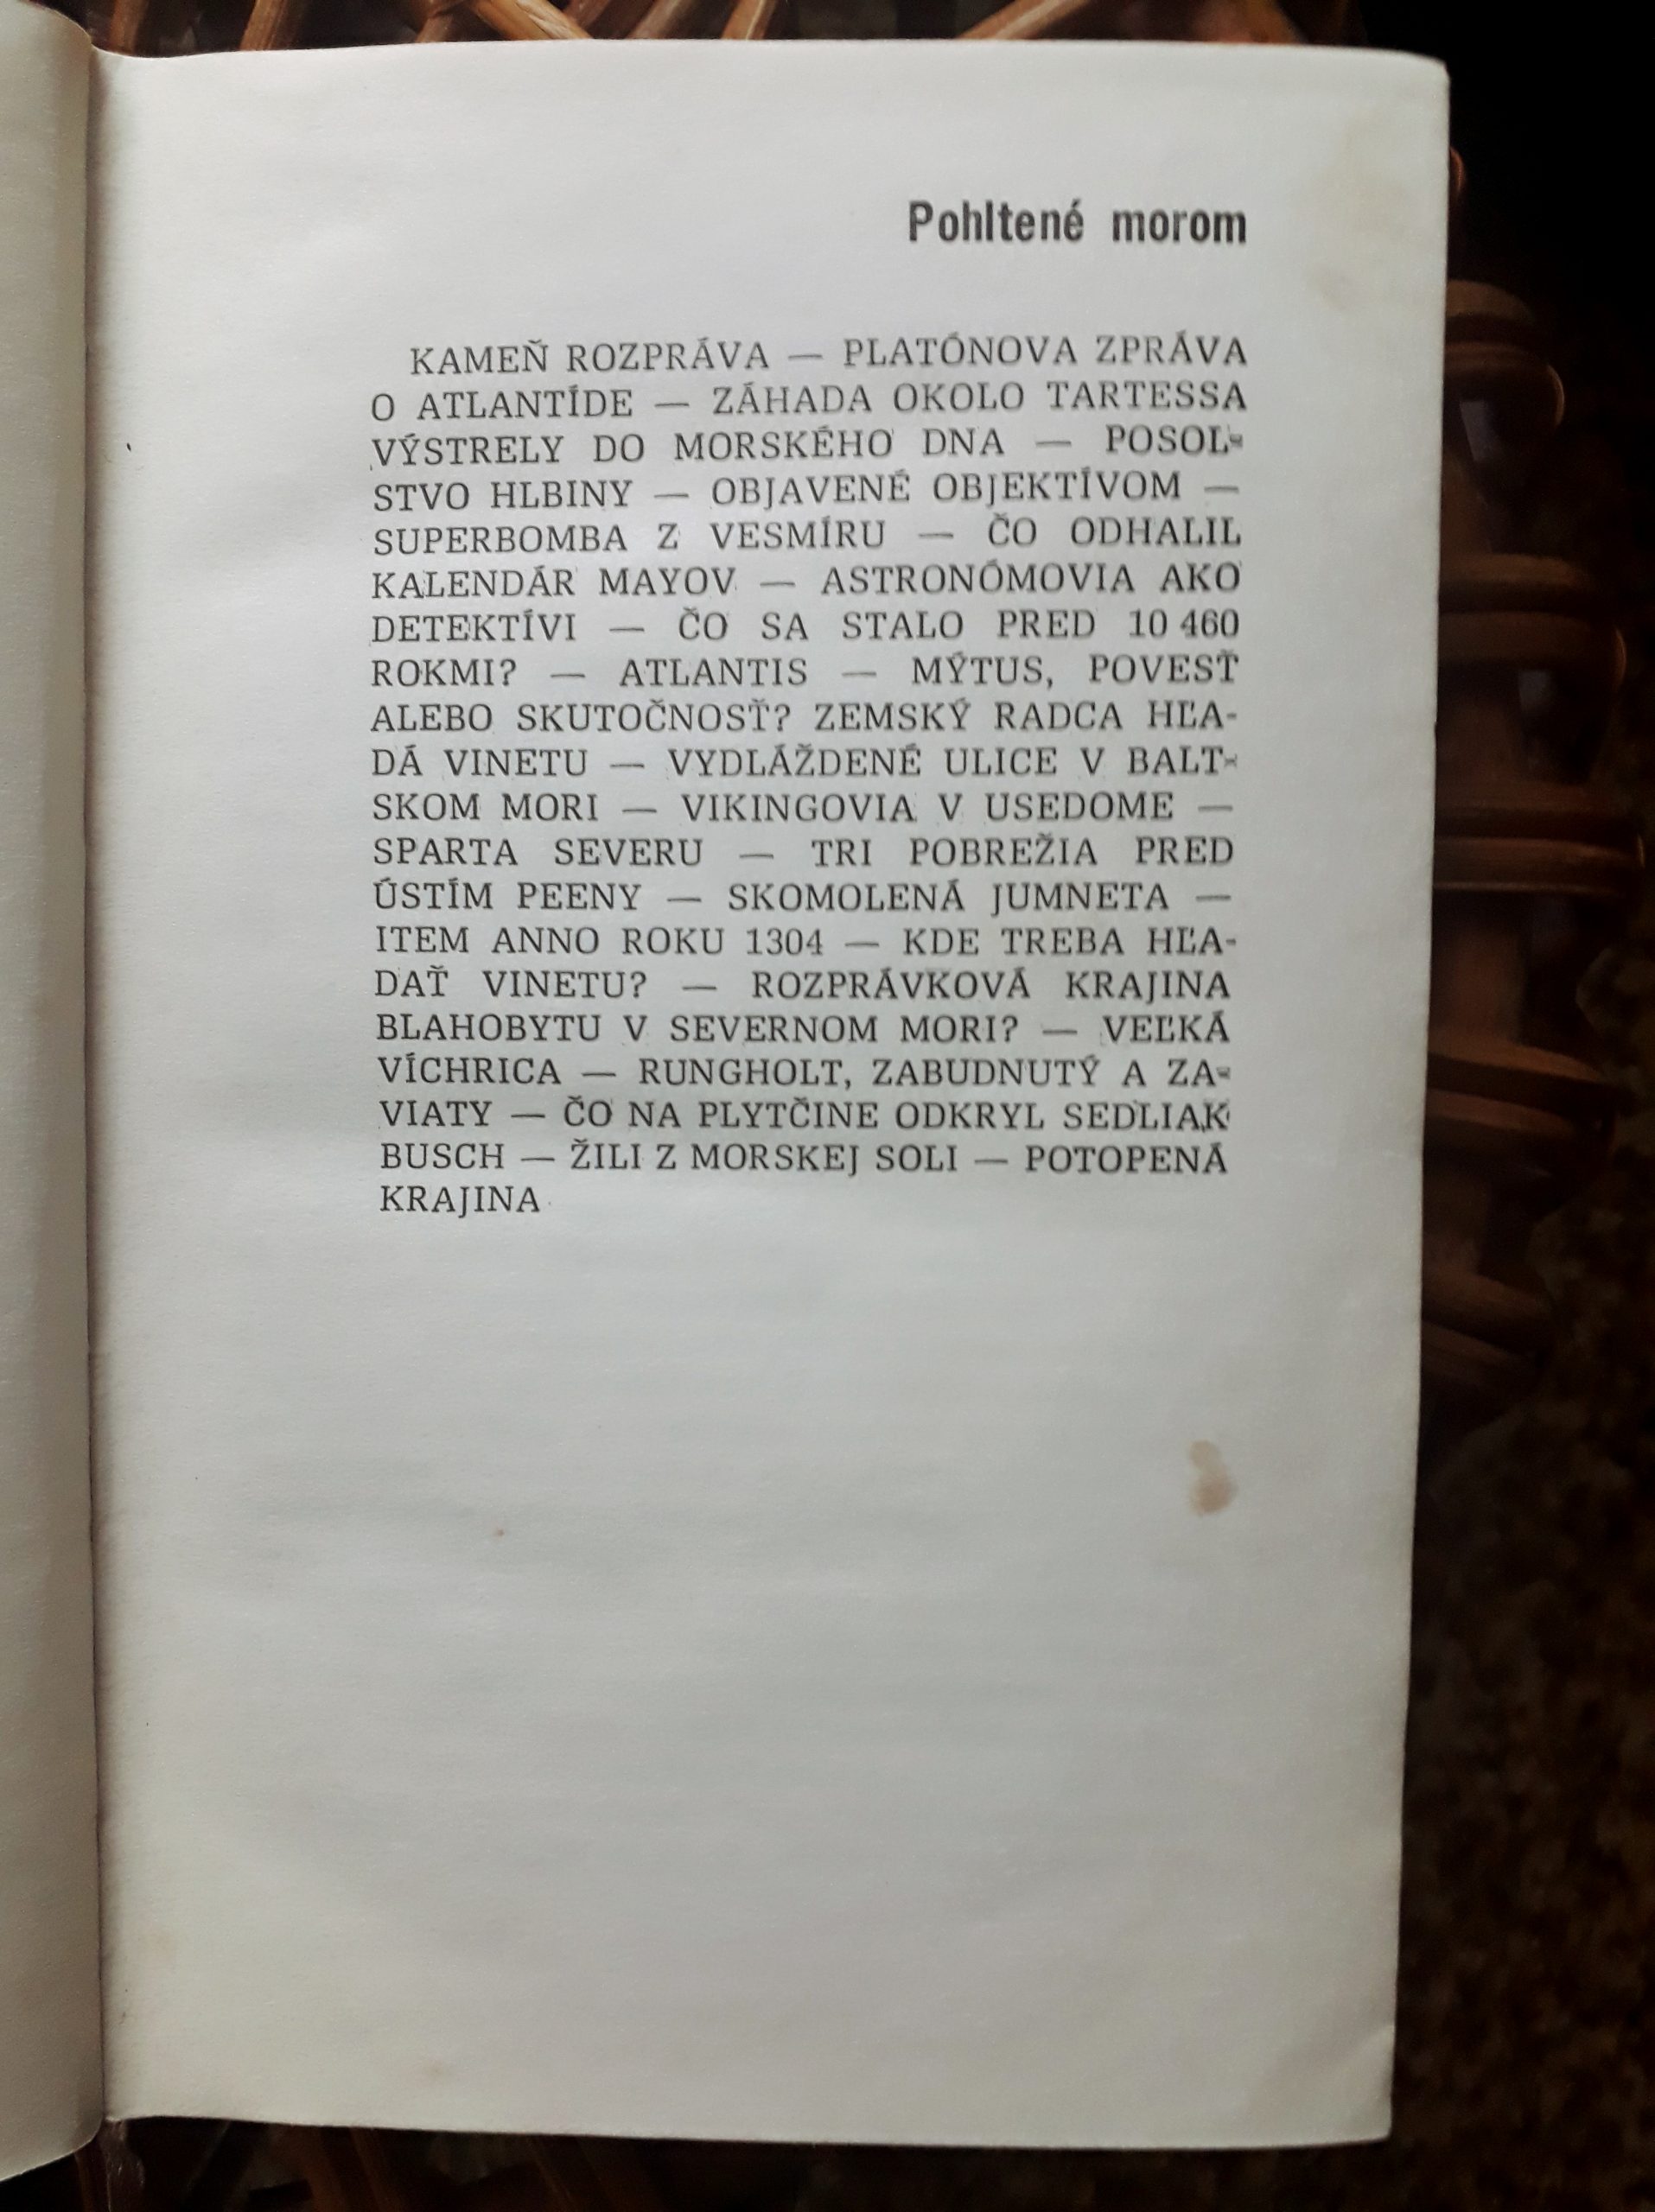 Pohltené morom
KAMEŇ ROZPRÁVA — PLATÓNOVA ZPRÁVA
O ATLANTÍDE — ZÁHADA OKOLO TARTESSA
VÝSTRELY DO MORSKÉHO DNA — POSOL-
STVO HLBINY — OBJAVENÉ OBJEKTÍVOM —
SUPERBOMBA Z VESMÍRU — ČO ODHALIL
KALENDÁR MAYOV — ASTRONÓMOVIA AKO
DETEKTÍVI — ČO SA STALO PRED 10 460
ROKMI? — ATLANTIS — MÝTUS, POVESŤ
ALEBO SKUTOČNOSŤ? ZEMSKÝ RADCA HĽA-
DÁ VINETU — VYDLÁŽDENÉ ULICE V BALT-
SKOM MORI — VIKINGOVIA V USEDOME —
SPARTA SEVERU — TRI POBREŽIA PRED
ÚSTÍM PEENY — SKOMOLENÁ JUMNETA —
ITEM ANNO ROKU 1304 — KDE TREBA HĽA-
DAŤ VINETU? — ROZPRÁVKOVÁ KRAJINA
BLAHOBYTU V SEVERNOM MORI? — VEĽKÁ
VÍCHRICA — RUNGHOLT, ZABUDNUTÝ A ZA-
VIATY — ČO NA PLYTČINE ODKRYL SEDLIAK
BUSCH — ŽILI Z MORSKEJ SOLI — POTOPENÁ
KRAJINA